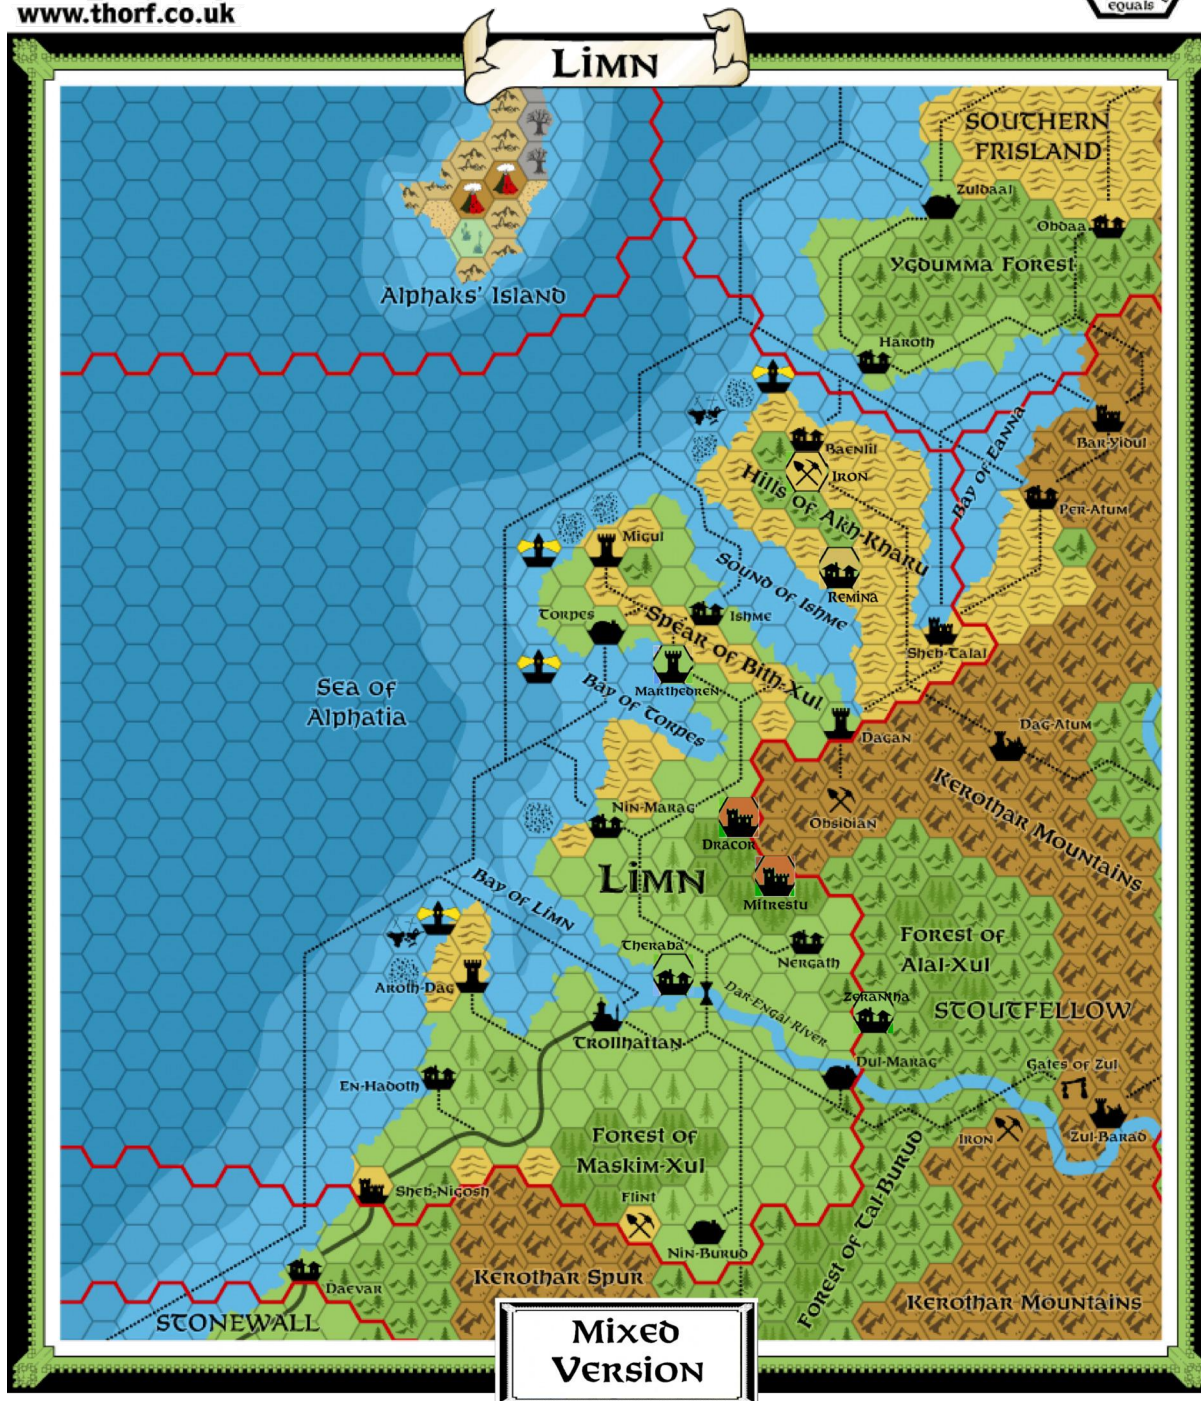 www.thorf.co.uk
equals
Limn
SOUTHERN
FRISLAND
Zuldaal
Obdaa
Ygdumma Forest
Alphaks' Island
Haroth
Bay of Eanna
Bar-Yidul
Baenlil
Iron
Hills of Akh-Kharu
Per-Atum
Migul
Sound of Ishme
Remina
Torpes
Ishme
Spear of Bith-Xul
Sheb-Talal
Marthedren
Sea of
Alphatia
Bay of Torpes
Dagan
Dag-Atum
Kerothar Mountains
Nin-Marag
Obsidian
Dracor
Limn
Mitrestu
Bay of Limn
Forest of
Alal-Xul
Theraba
Nergath
Aroth-Dag
Dar-Engal River
Zerantha
STOUTFELLOW
Trollhattan
Dul-Marag
Gates of Zul
En-Hadoth
Iron
Zul-Barad
Forest of
Maskim-Xul
Forest of Tal-Burud
Sheb-Nigosh
Flint
Nin-Burud
Kerothar Spur
Daevar
STONEWALL
Kerothar Mountains
Mixed
Version